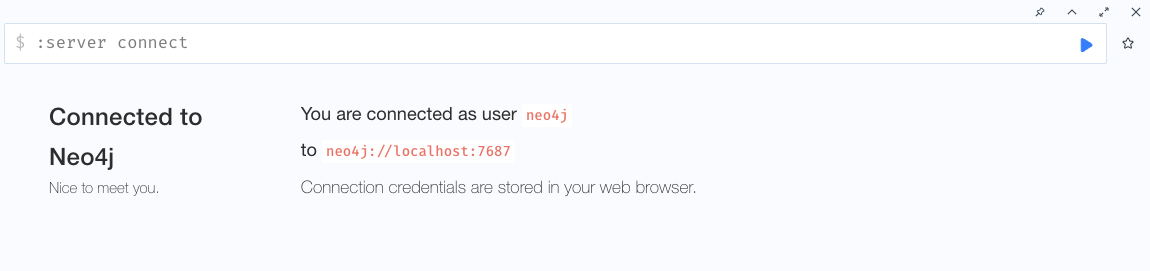 $ :server connect
Connected to
Neo4j
Nice to meet you.
You are connected as user neo4j
to neo4j://localhost:7687
Connection credentials are stored in your web browser.